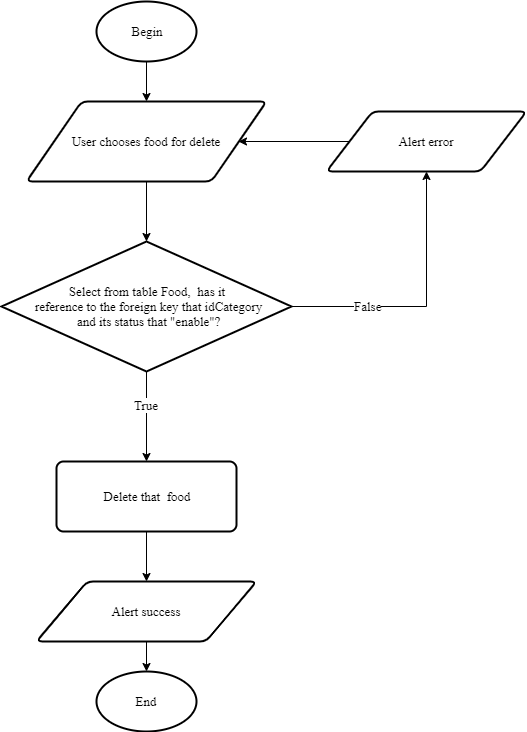 Begin
User chooses food for delete
Alert error
Select from table Food, has it
reference to the foreign key that idCategory
and its status that "enable"?
False
True
Delete that food
Alert success
End